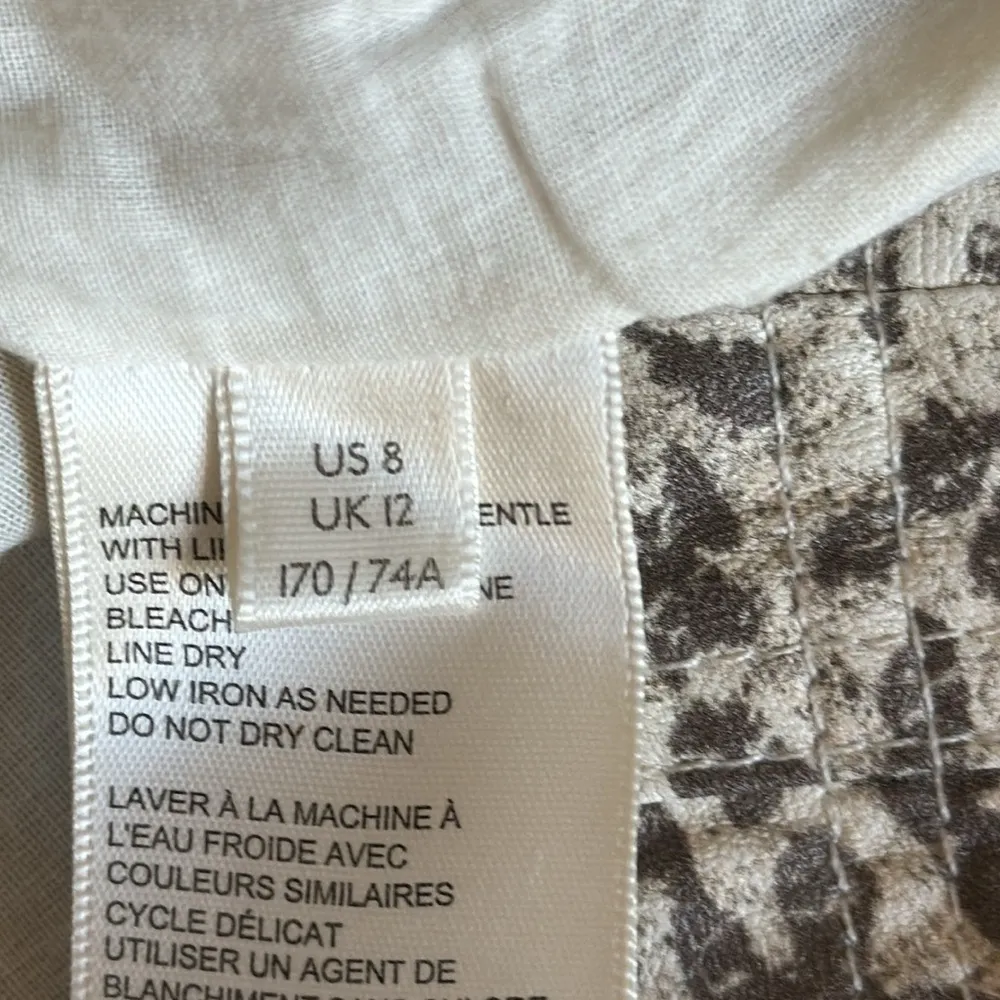 US 8
UK 12
170 / 74A
MACHIN ENTLE
WITH LI
USE ON NE
BLEACH
LINE DRY
LOW IRON AS NEEDED
DO NOT DRY CLEAN
LAVER À LA MACHINE À
L'EAU FROIDE AVEC
COULEURS SIMILAIRES
CYCLE DÉLICAT
UTILISER UN AGENT DE
BLANCHIMENT